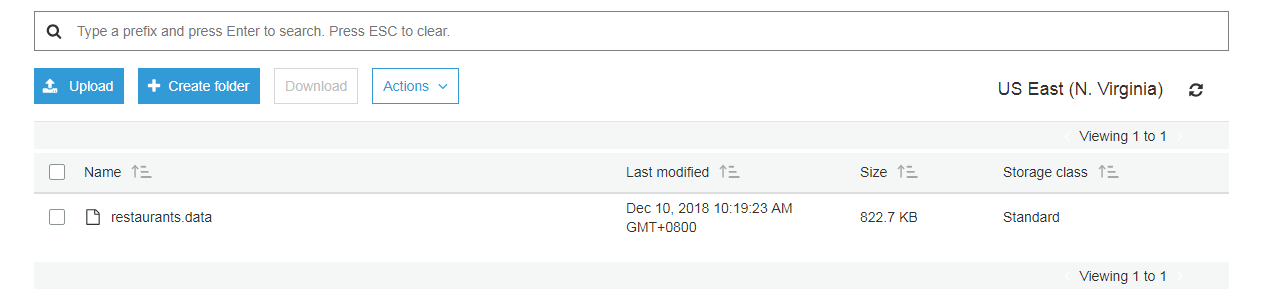 Type a prefix and press Enter to search. Press ESC to clear.
Upload Create folder Download Actions US East (N. Virginia)
Viewing 1 to 1
Name Last modified Size Storage class
restaurants.data Dec 10, 2018 10:19:23 AM 822.7 KB Standard
GMT+0800
Viewing 1 to 1